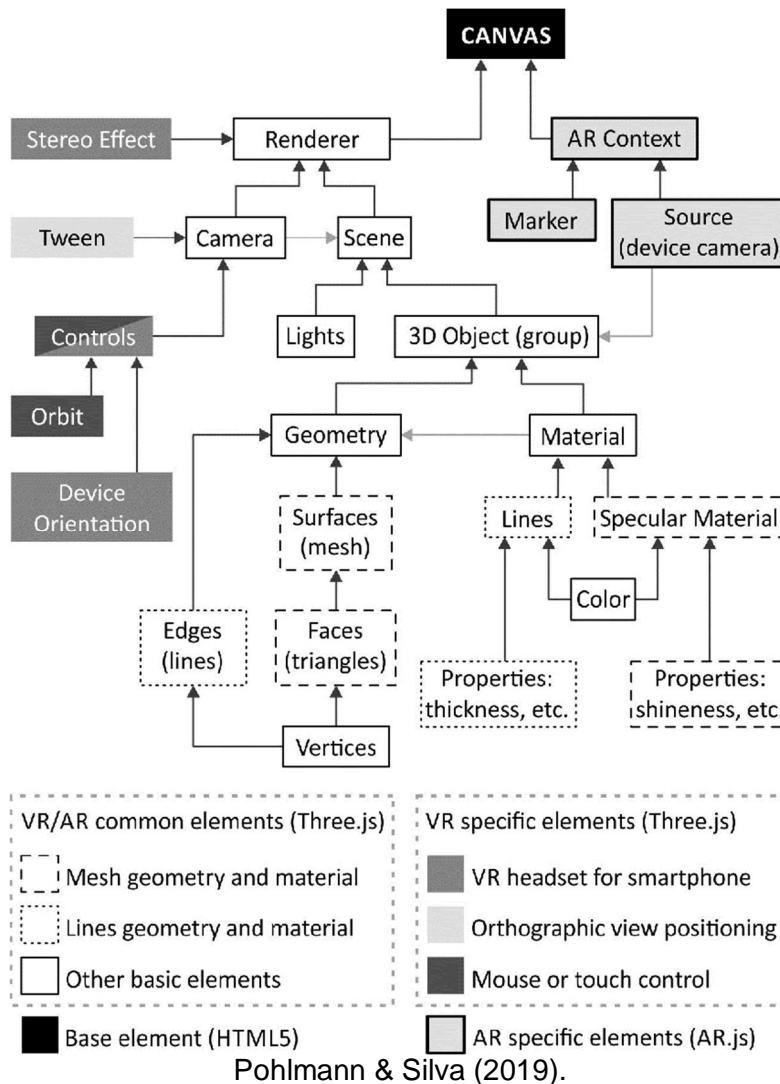 CANVAS
Stereo Effect
Renderer
AR Context
Tween
Camera
Scene
Marker
Source
(device camera)
Controls
Lights
3D Object (group)
Orbit
Geometry
Material
Device
Orientation
Surfaces
(mesh)
Lines
Specular Material
Color
Edges
(lines)
Faces
(triangles)
Properties:
thickness, etc.
Properties:
shineness, etc.
Vertices
VR/AR common elements (Three.js)
Mesh geometry and material
Lines geometry and material
Other basic elements
Base element (HTML5)
VR specific elements (Three.js)
VR headset for smartphone
Orthographic view positioning
Mouse or touch control
AR specific elements (AR.js)
Pohlmann & Silva (2019).